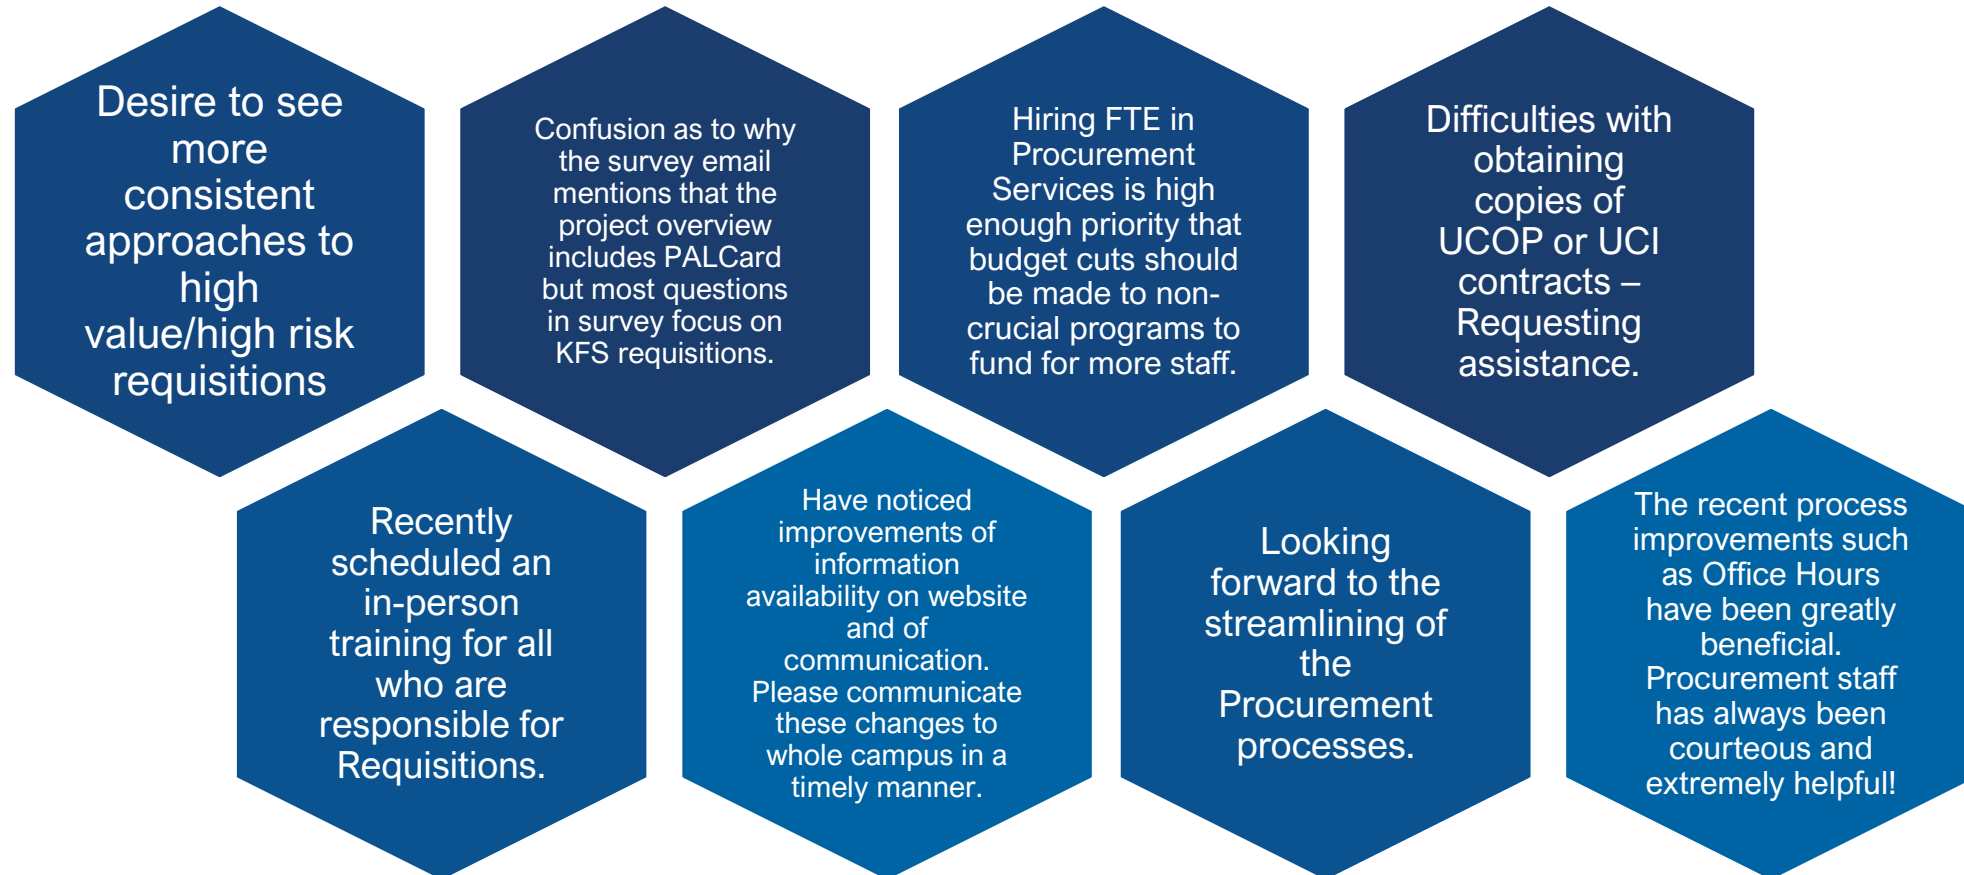 Desire to see
more
consistent
approaches to
high
value/high risk
requisitions
Confusion as to why
the survey email
mentions that the
project overview
includes PALCard
but most questions
in survey focus on
KFS requisitions.
Hiring FTE in
Procurement
Services is high
enough priority that
budget cuts should
be made to non-
crucial programs to
fund for more staff.
Difficulties with
obtaining
copies of
UCOP or UCI
contracts –
Requesting
assistance.
Recently
scheduled an
in-person
training for all
who are
responsible for
Requisitions.
Have noticed
improvements of
information
availability on website
and of
communication.
Please communicate
these changes to
whole campus in a
timely manner.
Looking
forward to the
streamlining of
the
Procurement
processes.
The recent process
improvements such
as Office Hours
have been greatly
beneficial.
Procurement staff
has always been
courteous and
extremely helpful!